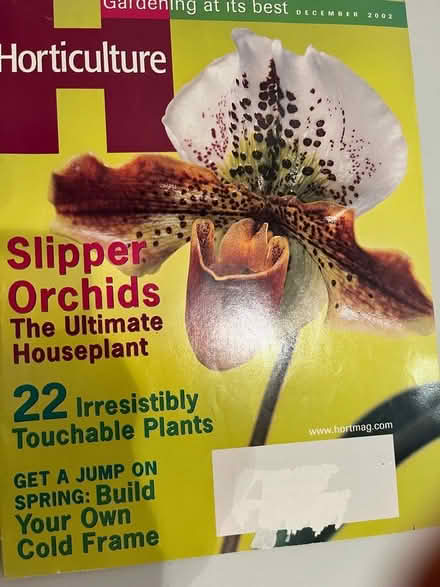 Gardening at its best DECEMBER 2002
H
Horticulture
Slipper
Orchids
The Ultimate
Houseplant
22 Irresistibly
Touchable Plants
www.hortmag.com
GET A JUMP ON
SPRING: Build
Your Own
Cold Frame